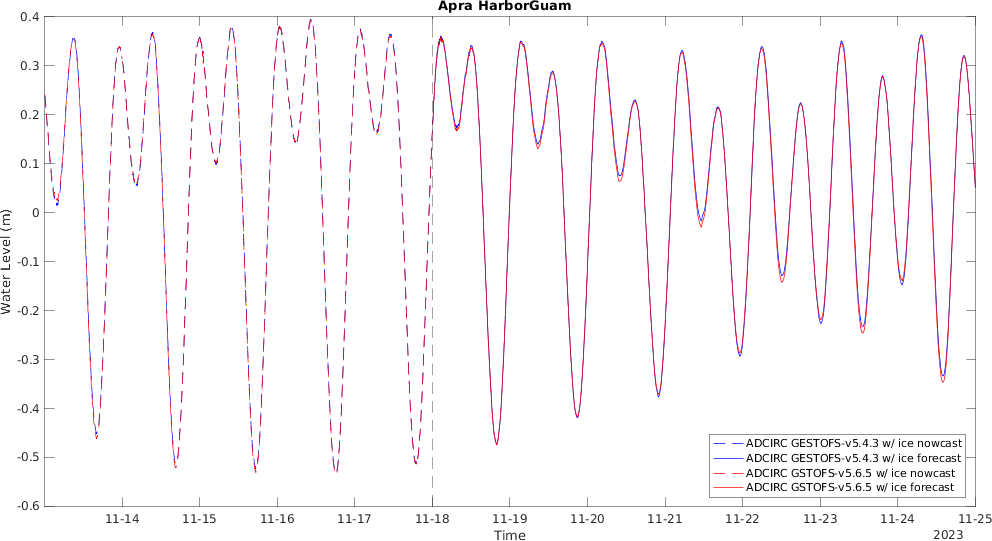 Apra HarborGuam
0.4
0.3
0.2
0.1
0
-0.1
-0.2
-0.3
-0.4
-0.5
-0.6
Water Level (m)
ADCIRC GESTOFS-v5.4.3 w/ ice nowcast
ADCIRC GESTOFS-v5.4.3 w/ ice forecast
ADCIRC GSTOFS-v5.6.5 w/ ice nowcast
ADCIRC GSTOFS-v5.6.5 w/ ice forecast
11-14 11-15 11-16 11-17 11-18 11-19 11-20 11-21 11-22 11-23 11-24 11-25
Time
2023